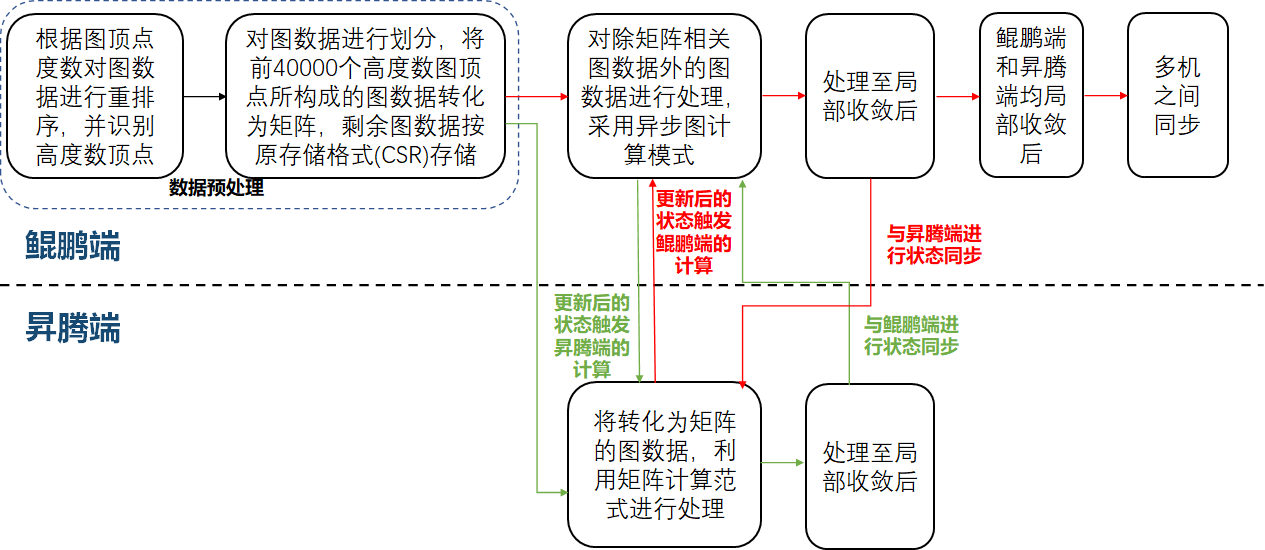 根据图顶点
度数对图数
据进行重排
序，并识别
高度数顶点
对图数据进行划分，将
前40000个高度数图顶
点所构成的图数据转化
为矩阵，剩余图数据按
原存储格式(CSR)存储
数据预处理
对除矩阵相关
图数据外的图
数据进行处理，
采用异步图计
算模式
处理至局
部收敛后
鲲鹏端
和昇腾
端均局
部收敛
后
多机
之间
同步
鲲鹏端
更新后的
状态触发
鲲鹏端的
计算
与昇腾端进
行状态同步
昇腾端
更新后的
状态触发
昇腾端的
计算
与鲲鹏端进
行状态同步
将转化为矩阵
的图数据，利
用矩阵计算范
式进行处理
处理至局
部收敛后